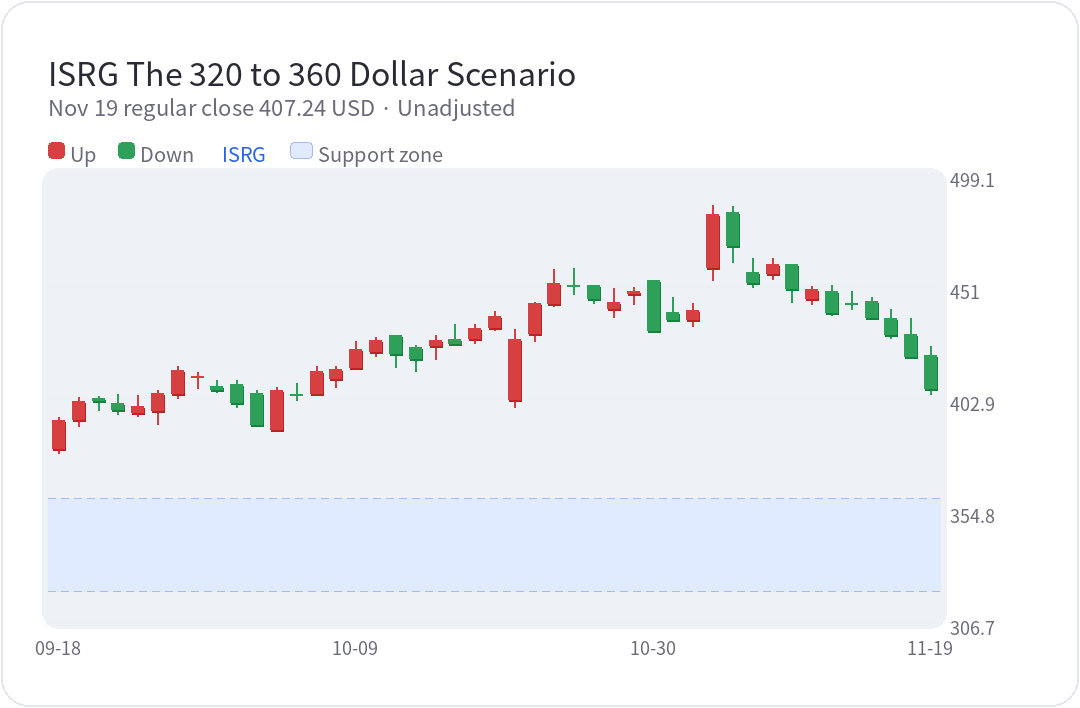 ISRG The 320 to 360 Dollar Scenario
Nov 19 regular close 407.24 USD · Unadjusted
Up Down ISRG Support zone
499.1
451
402.9
354.8
306.7
09-18 10-09 10-30 11-19